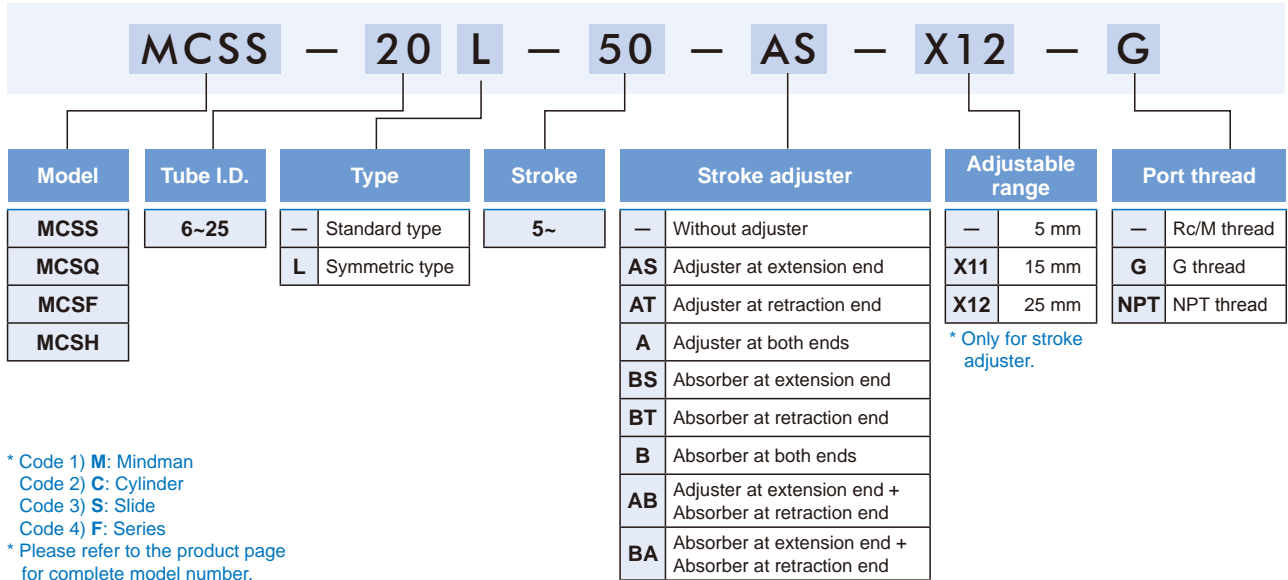 MCSS — 20 L — 50 — AS — X12 — G
Model
MCSS
MCSQ
MCSF
MCSH
Tube I.D.
6~25
Type
— Standard type
L Symmetric type
Stroke
5~
Stroke adjuster
— Without adjuster
AS Adjuster at extension end
AT Adjuster at retraction end
A Adjuster at both ends
BS Absorber at extension end
BT Absorber at retraction end
B Absorber at both ends
AB Adjuster at extension end +
Absorber at retraction end
BA Absorber at extension end +
Absorber at retraction end
Adjustable
range
— 5 mm
X11 15 mm
X12 25 mm
* Only for stroke
adjuster.
Port thread
— Rc/M thread
G G thread
NPT NPT thread
* Code 1) M: Mindman
Code 2) C: Cylinder
Code 3) S: Slide
Code 4) F: Series
* Please refer to the product page
for complete model number.